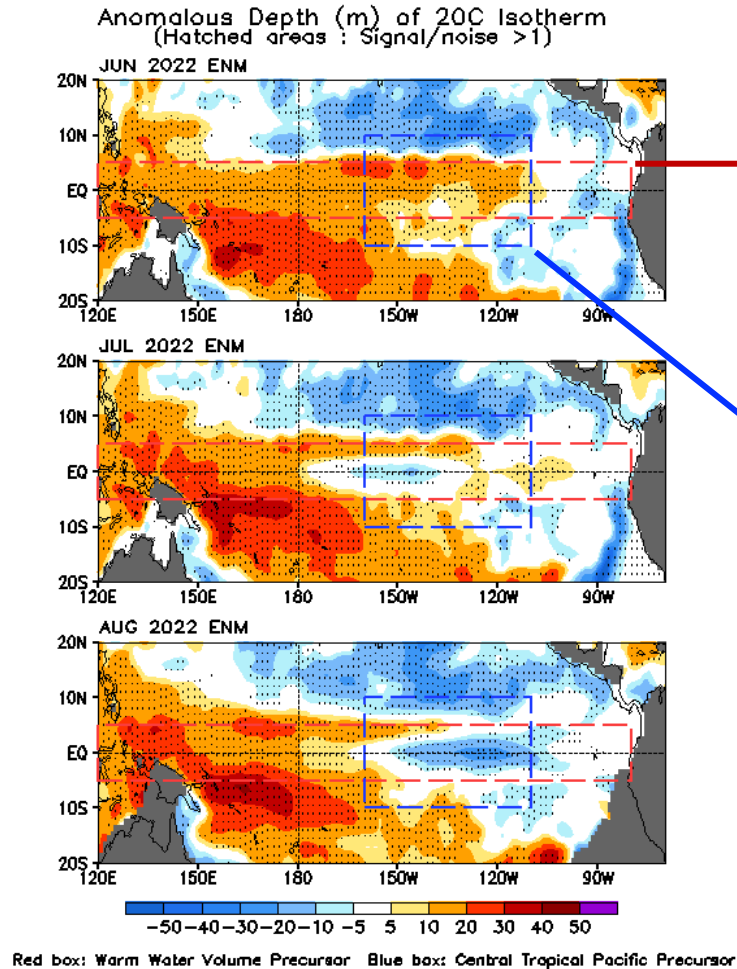 Anomalous Depth (m) of 20C Isotherm
(Hatched areas : Signal/noise >1)
JUN 2022 ENM
20N
10N
EQ
10S
20S
120E 150E 180 150W 120W 90W
JUL 2022 ENM
20N
10N
EQ
10S
20S
120E 150E 180 150W 120W 90W
AUG 2022 ENM
20N
10N
EQ
10S
20S
120E 150E 180 150W 120W 90W
-50 -40 -30 -20 -10 -5 5 10 20 30 40 50
Red box: Warm Water Volume Precursor Blue box: Central Tropical Pacific Precursor